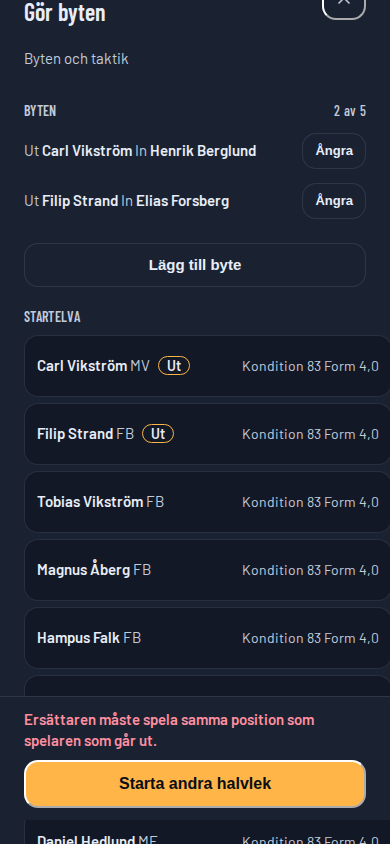 Gör byten
Byten och taktik
BYTEN 2 av 5
Ut Carl Vikström In Henrik Berglund Ångra
Ut Filip Strand In Elias Forsberg Ångra
Lägg till byte
STARTELVA
Carl Vikström MV Ut Kondition 83 Form 4,0
Filip Strand FB Ut Kondition 83 Form 4,0
Tobias Vikström FB Kondition 83 Form 4,0
Magnus Åberg FB Kondition 83 Form 4,0
Hampus Falk FB Kondition 83 Form 4,0
Ersättaren måste spela samma position som
spelaren som går ut.
Starta andra halvlek
Daniel Hedlund MF Kondition 83 Form 4,0